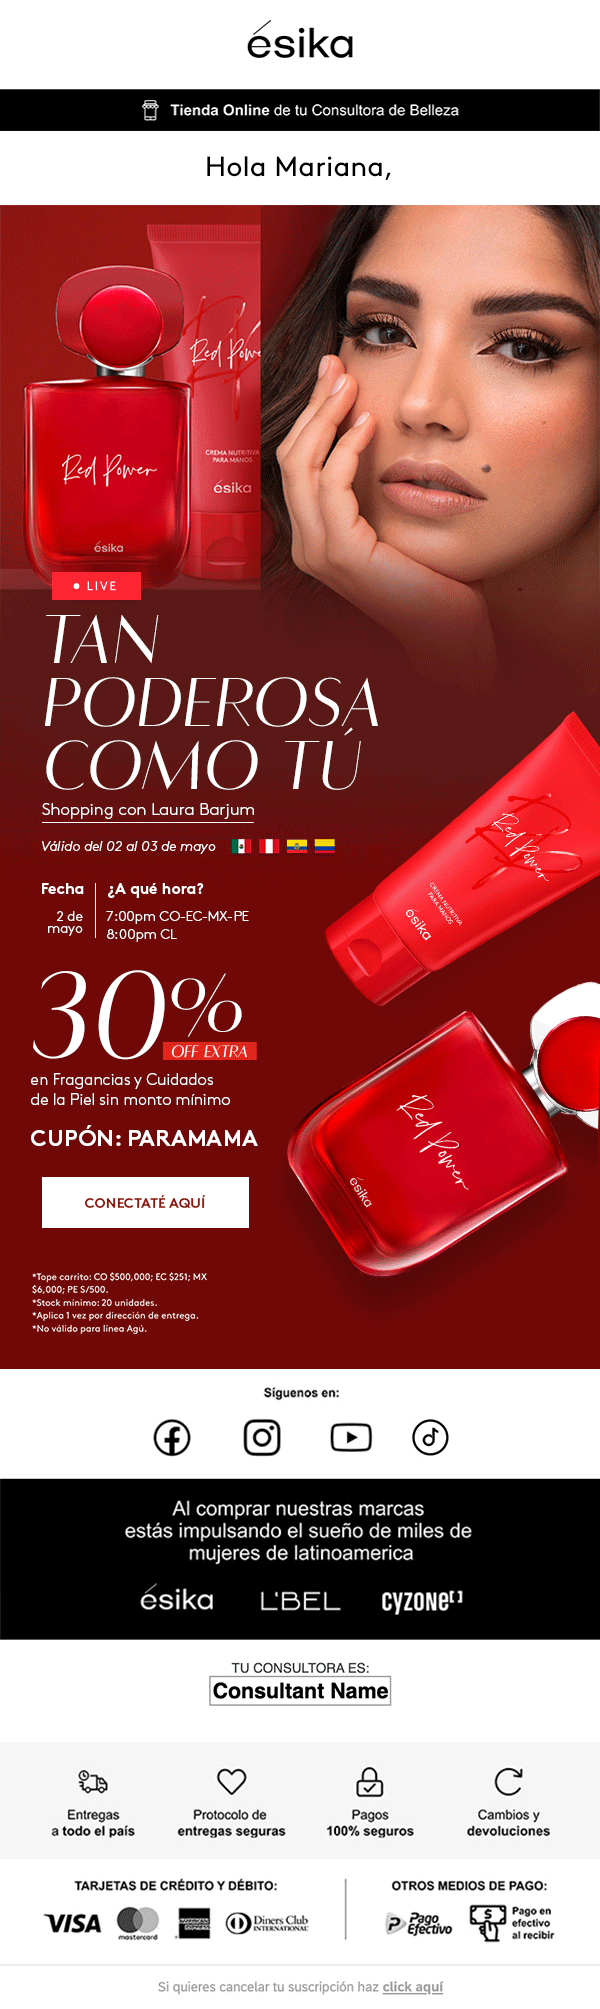 ésika
Tienda Online de tu Consultora de Belleza
Hola Mariana,
Red Power
CREMA NUTRITIVA
PARA MANOS
ésika
Red Power
ésika
• LIVE
TAN
PODEROSA
COMO TÚ
Shopping con Laura Barjum
Válido del 02 al 03 de mayo
Fecha
¿A qué hora?
2 de
mayo
7:00pm CO-EC-MX-PE
8:00pm CL
Red Power
CREMA NUTRITIVA
PARA MANOS
ésika
30%
OFF EXTRA
en Fragancias y Cuidados
de la Piel sin monto mínimo
CUPÓN: PARAMAMA
Red Power
ésika
CONECTATÉ AQUÍ
*Tope carrito: CO $500,000; EC $251; MX
$6,000; PE S/500.
*Stock mínimo: 20 unidades.
*Aplica 1 vez por dirección de entrega.
*No válido para línea Agú.
Síguenos en:
Al comprar nuestras marcas
estás impulsando el sueño de miles de
mujeres de latinoamerica
ésika L'BEL CYZONE
TU CONSULTORA ES:
Consultant Name
Entregas
a todo el país
Protocolo de
entregas seguras
Pagos
100% seguros
Cambios y
devoluciones
TARJETAS DE CRÉDITO Y DÉBITO:
VISA
mastercard
AMERICAN EXPRESS
Diners Club
INTERNATIONAL
OTROS MEDIOS DE PAGO:
Pago
Efectivo
Pago en
efectivo
al recibir
Si quieres cancelar tu suscripción haz click aquí